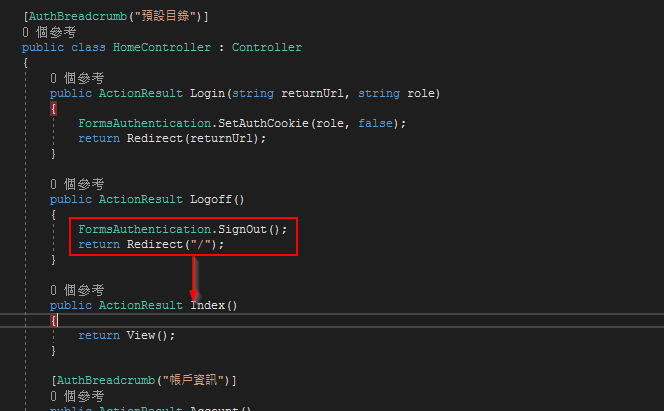 [AuthBreadcrumb("預設目錄")]
0 個參考
public class HomeController : Controller
{
0 個參考
public ActionResult Login(string returnUrl, string role)
{
FormsAuthentication.SetAuthCookie(role, false);
return Redirect(returnUrl);
}
0 個參考
public ActionResult Logoff()
{
FormsAuthentication.SignOut();
return Redirect("/");
}
0 個參考
public ActionResult Index()
{
return View();
}
[AuthBreadcrumb("帳戶資訊")]
0 個參考
public ActionResult Account()